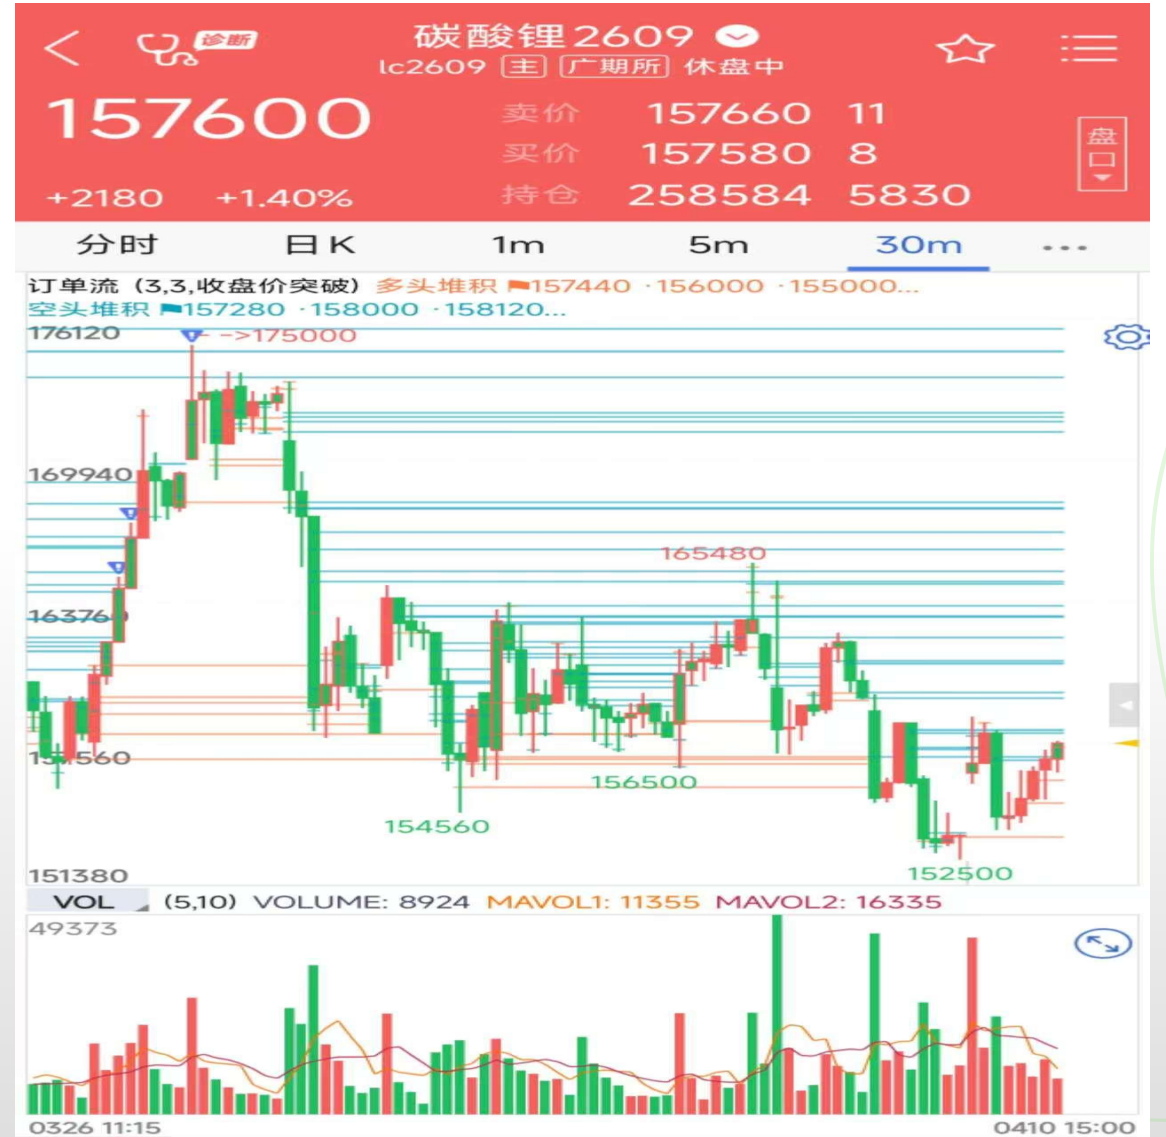 诊断
碳酸锂2609
lc2609 主 广期所 休盘中
157600
卖价 157660 11
买价 157580 8
持仓 258584 5830
+2180 +1.40%
盘口
分时 日K 1m 5m 30m
订单流 (3,3,收盘价突破) 多头堆积 157440 ·156000 ·155000...
空头堆积 157280 ·158000 ·158120...
176120
-->175000
169940
165480
163760
156500
154560
152500
151380
VOL (5,10) VOLUME: 8924 MAVOL1: 11355 MAVOL2: 16335
49373
0326 11:15 0410 15:00